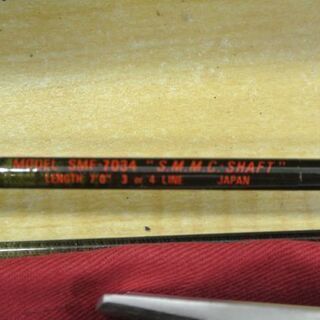 MODEL SMF 7034 "S.M.M.C. SHAFT"
LENGTH 7'0" 3 or 4 LINE JAPAN